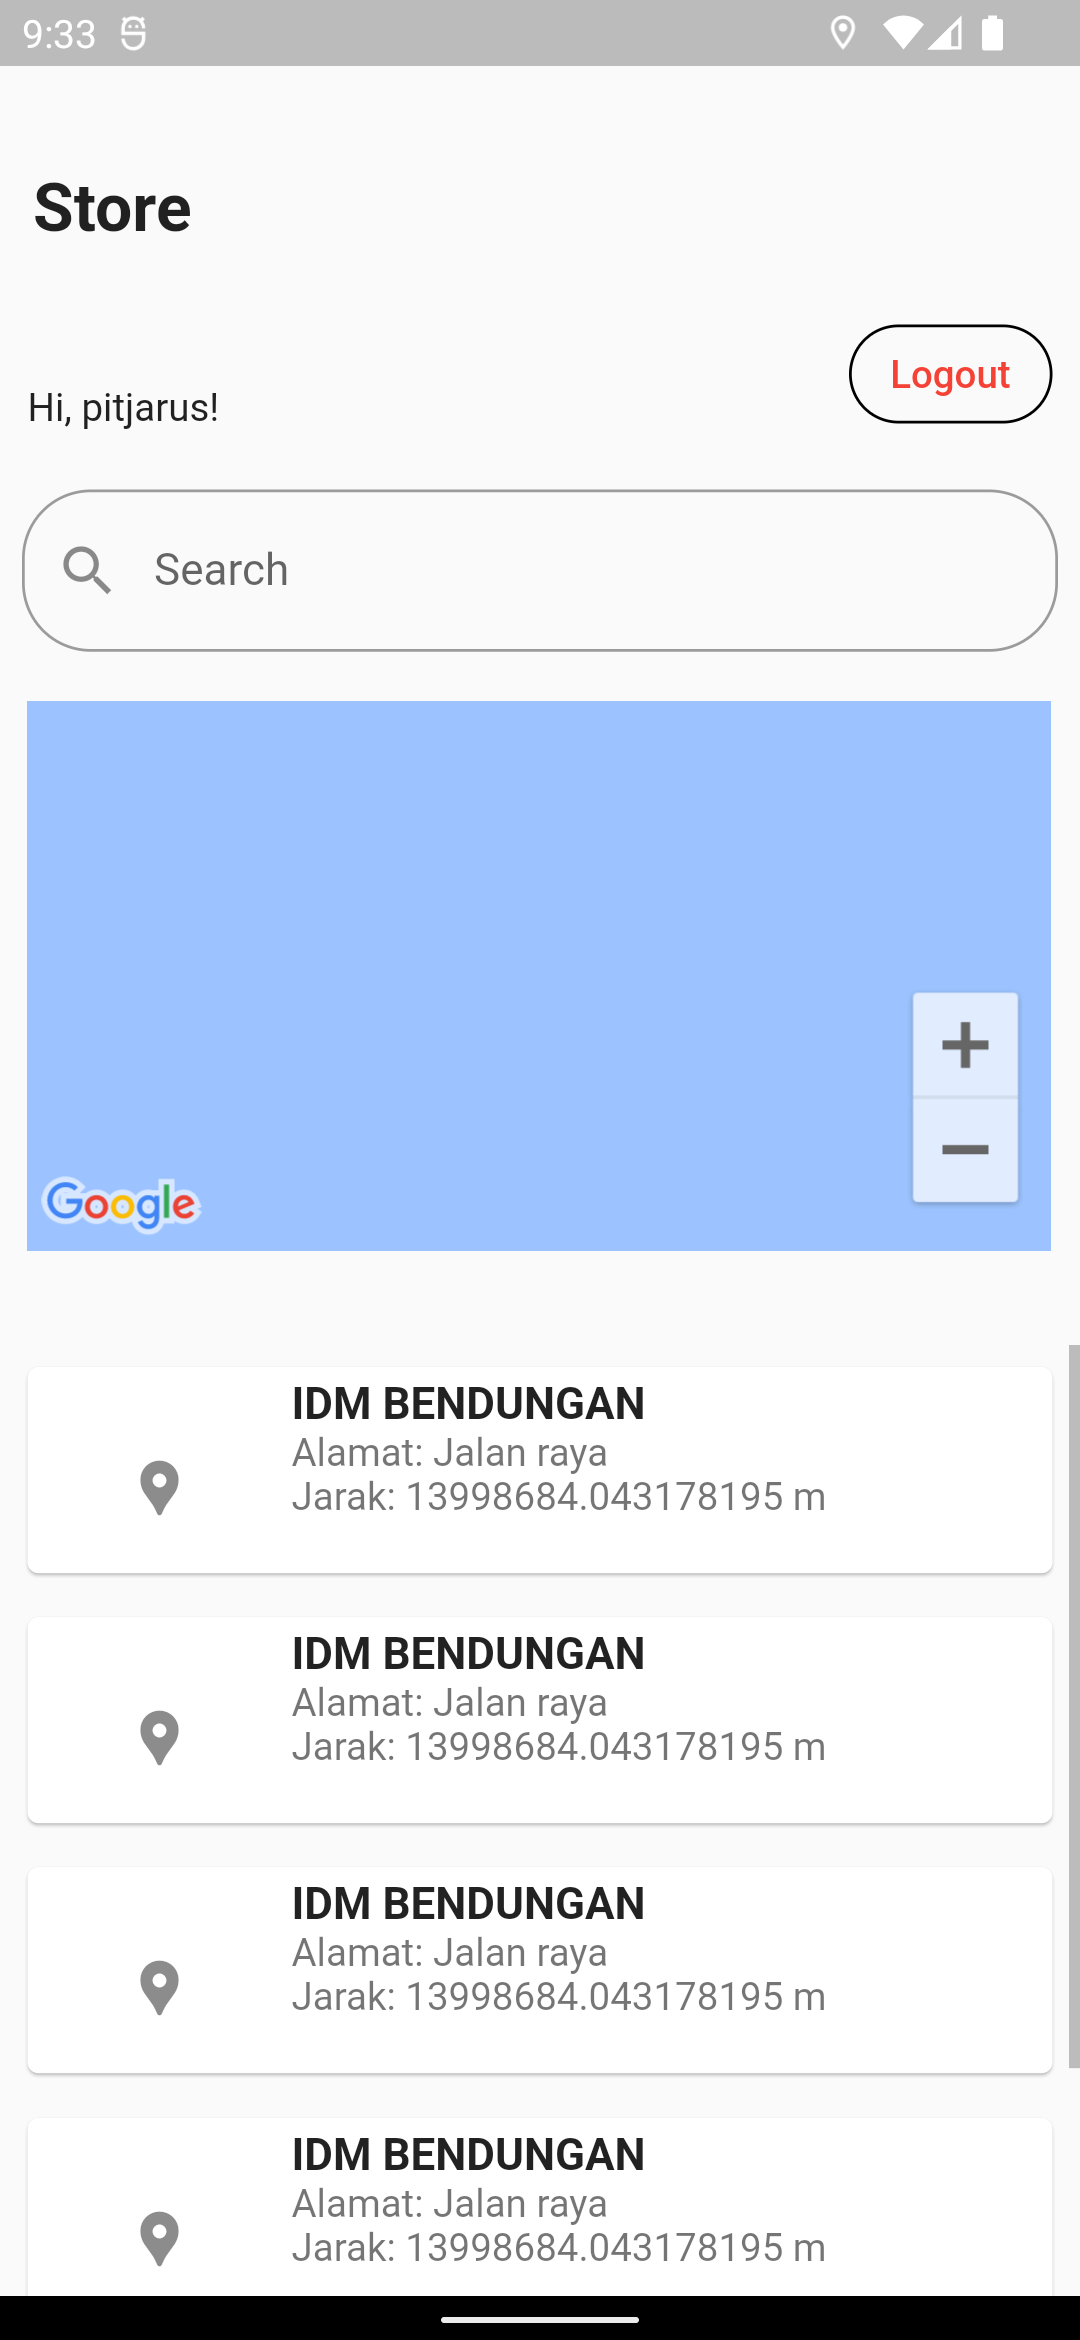 9:33
Store
Logout
Hi, pitjarus!
Search
Google
IDM BENDUNGAN
Alamat: Jalan raya
Jarak: 13998684.043178195 m
IDM BENDUNGAN
Alamat: Jalan raya
Jarak: 13998684.043178195 m
IDM BENDUNGAN
Alamat: Jalan raya
Jarak: 13998684.043178195 m
IDM BENDUNGAN
Alamat: Jalan raya
Jarak: 13998684.043178195 m